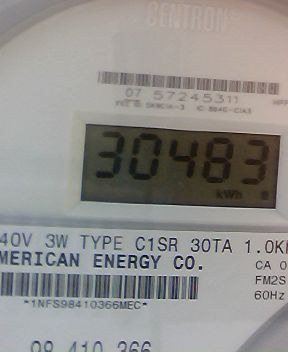 CENTRON
07 57245311
30483
kWh
40V 3W TYPE C1SR 30TA 1.0K
MERICAN ENERGY CO.
CA 0
FM2S
60Hz
*1NFS98410366MEC*
98 410 366